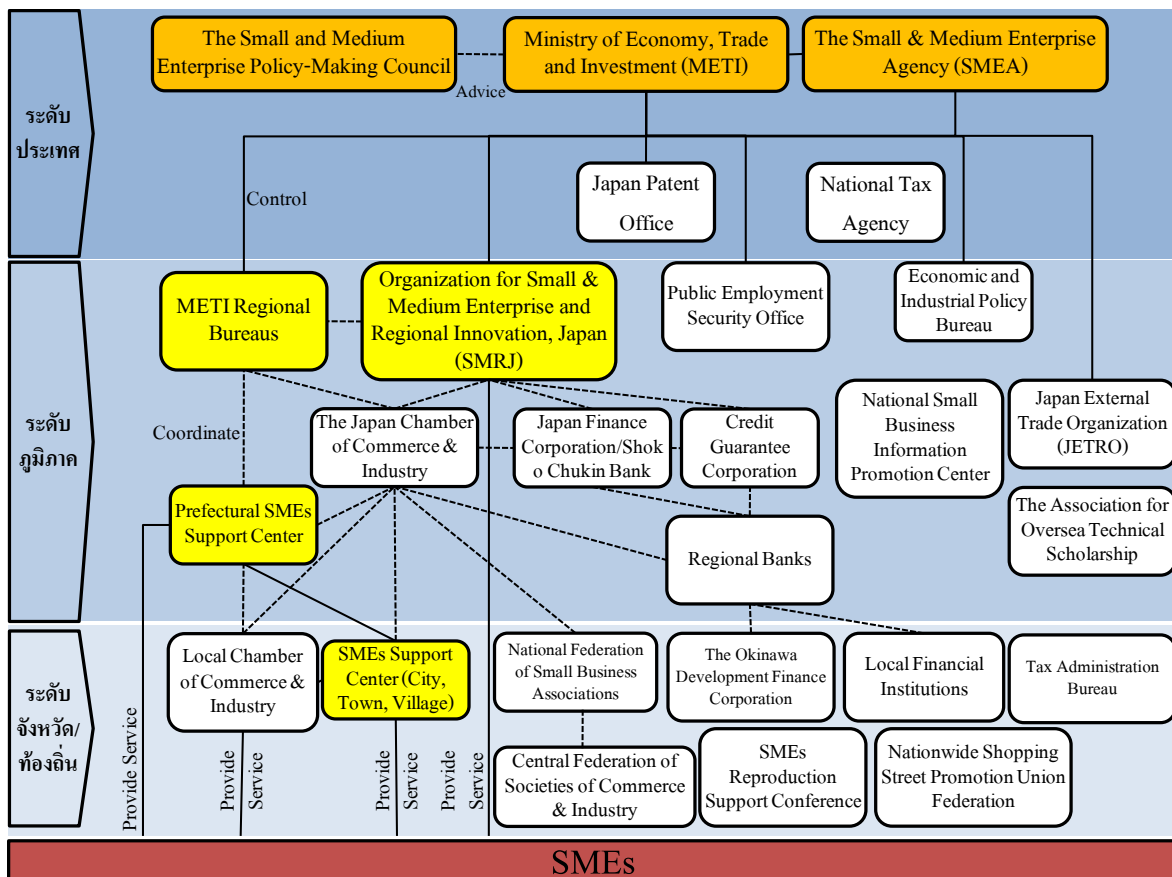 The Small and Medium
Enterprise Policy-Making Council
Ministry of Economy, Trade
and Investment (METI)
The Small & Medium Enterprise
Agency (SMEA)
Advice
ระดับ
ประเทศ
Japan Patent
Office
National Tax
Agency
Control
METI Regional
Bureaus
Organization for Small &
Medium Enterprise and
Regional Innovation, Japan
(SMRJ)
Public Employment
Security Office
Economic and
Industrial Policy
Bureau
ระดับ
ภูมิภาค
Coordinate
The Japan Chamber
of Commerce &
Industry
Japan Finance
Corporation/Shok
o Chukin Bank
Credit
Guarantee
Corporation
National Small
Business
Information
Promotion Center
Japan External
Trade Organization
(JETRO)
Prefectural SMEs
Support Center
Regional Banks
The Association for
Oversea Technical
Scholarship
ระดับ
จังหวัด/
ท้องถิ่น
Local Chamber
of Commerce &
Industry
SMEs Support
Center (City,
Town, Village)
National Federation
of Small Business
Associations
The Okinawa
Development Finance
Corporation
Local Financial
Institutions
Tax Administration
Bureau
Provide Service
Provide
Service
Provide
Service
Provide
Service
Central Federation of
Societies of Commerce
& Industry
SMEs
Reproduction
Support Conference
Nationwide Shopping
Street Promotion Union
Federation
SMEs